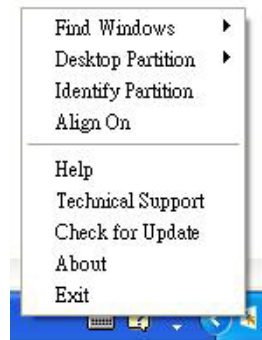 Find Windows
Desktop Partition
Identify Partition
Align On
Help
Technical Support
Check for Update
About
Exit